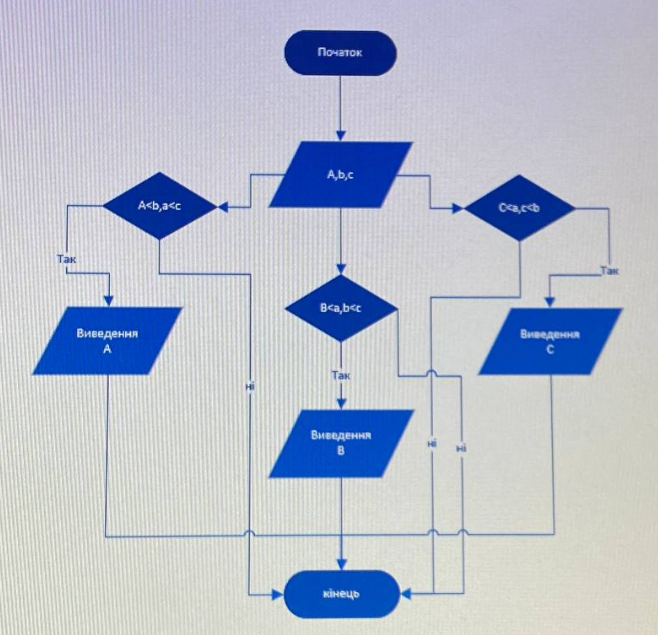 Початок
A,b,c
A<b,a<c
C<a,c<b
Так
Так
B<a,b<c
Виведення
A
Виведення
C
Так
ні
Виведення
B
ні
ні
кінець